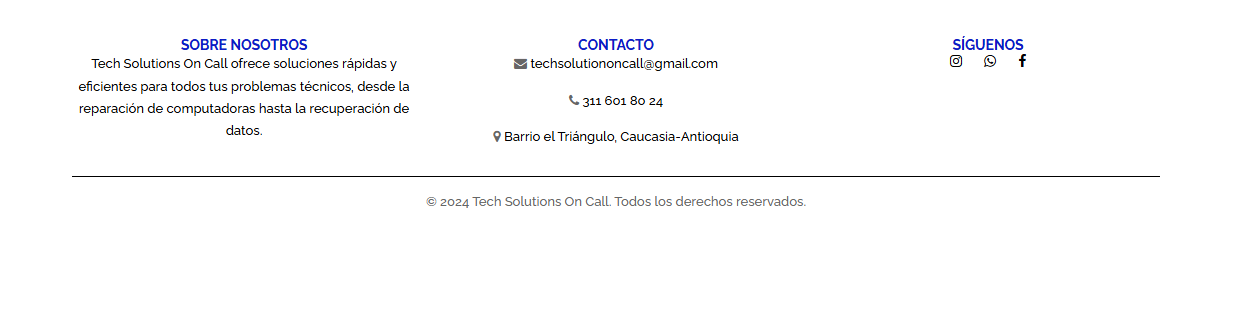 SOBRE NOSOTROS
Tech Solutions On Call ofrece soluciones rápidas y
eficientes para todos tus problemas técnicos, desde la
reparación de computadoras hasta la recuperación de
datos.
CONTACTO
techsolutiononcall@gmail.com
311 601 80 24
Barrio el Triángulo, Caucasia-Antioquia
SÍGUENOS
© 2024 Tech Solutions On Call. Todos los derechos reservados.